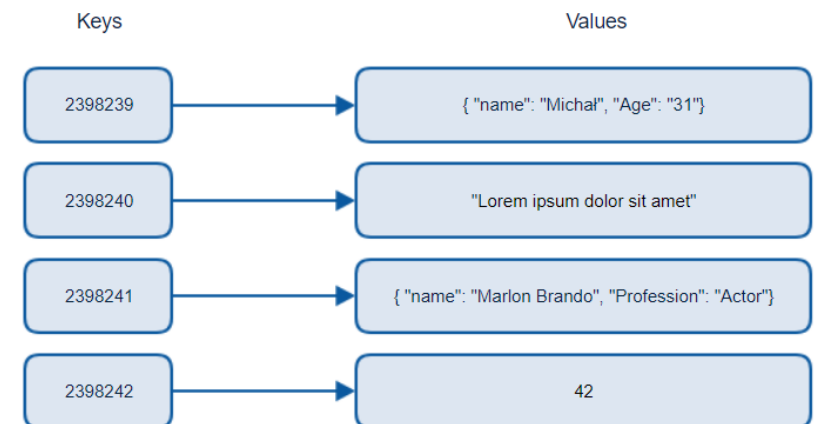 Keys Values
2398239 { "name": "Michał", "Age": "31"}
2398240 "Lorem ipsum dolor sit amet"
2398241 { "name": "Marlon Brando", "Profession": "Actor"}
2398242 42